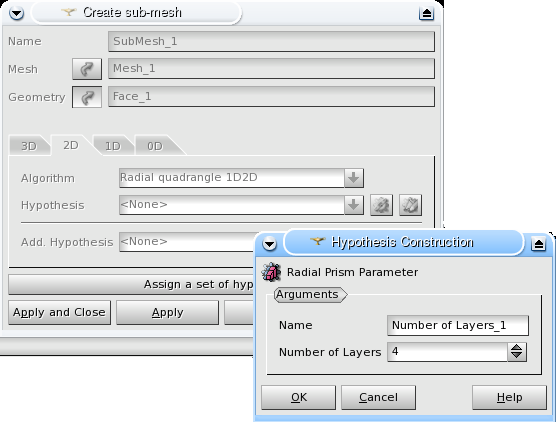 Create sub-mesh
Name SubMesh_1
Mesh Mesh_1
Geometry Face_1
3D 2D 1D 0D
Algorithm Radial quadrangle 1D2D
Hypothesis <None>
Add. Hypothesis <None>
Assign a set of hyp
Apply and Close Apply
Hypothesis Construction
Radial Prism Parameter
Arguments
Name Number of Layers_1
Number of Layers 4
OK Cancel Help